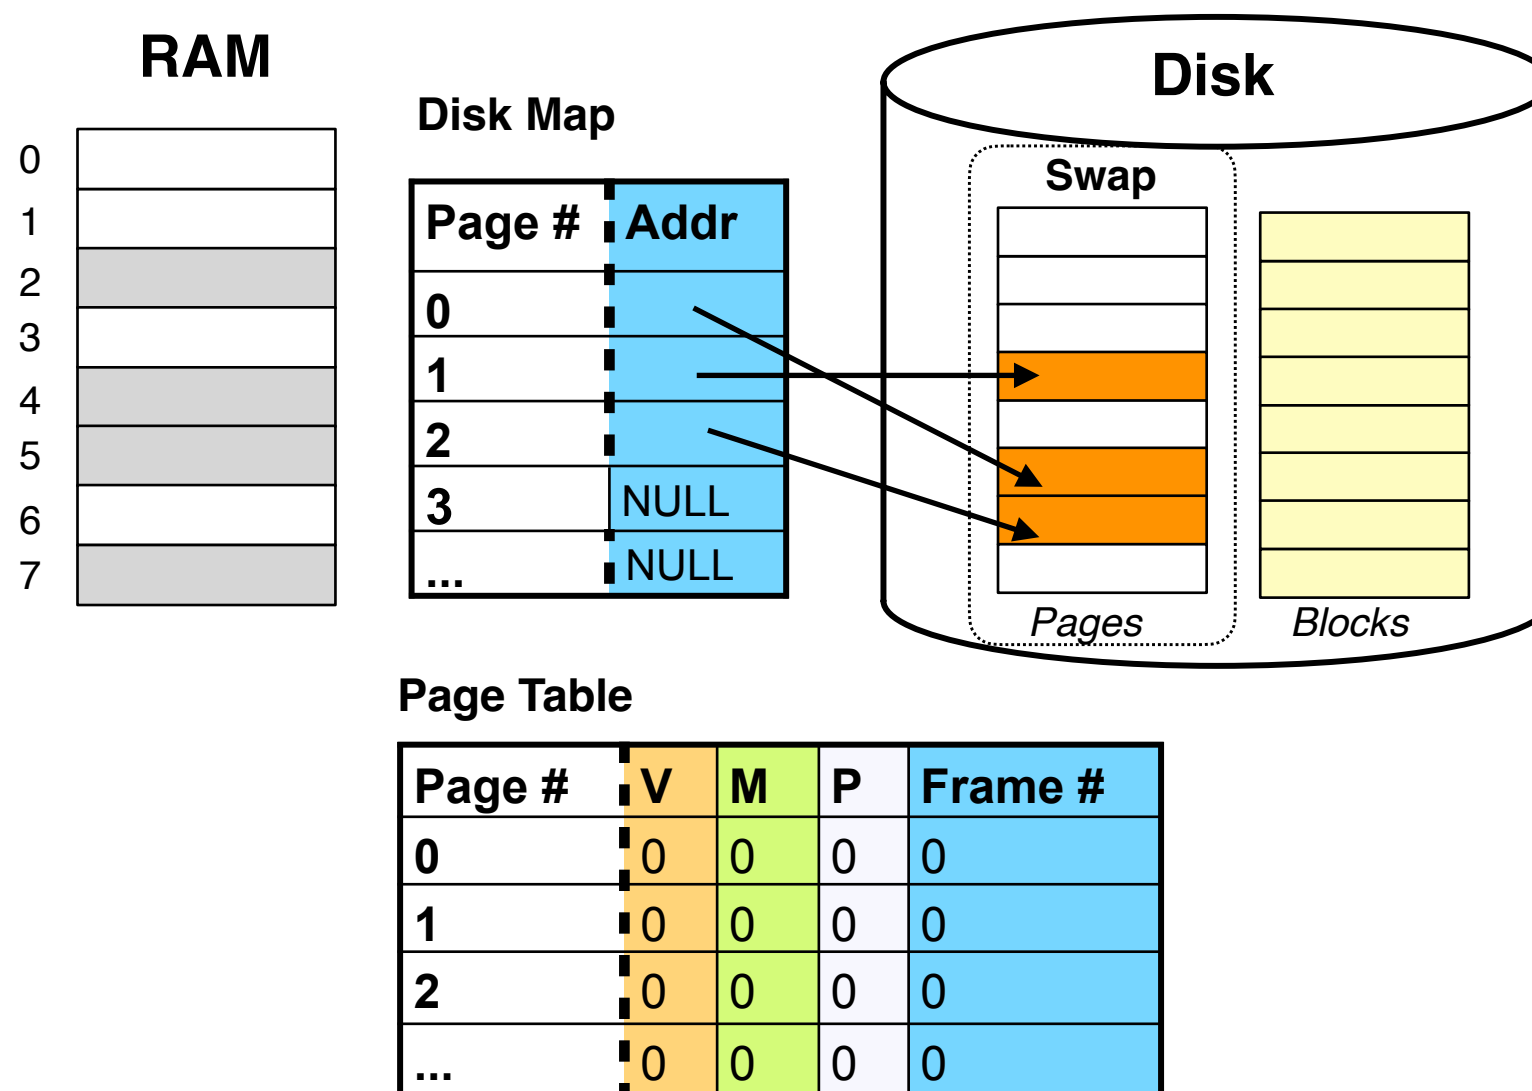 RAM
0
1
2
3
4
5
6
7
Disk Map
Page # Addr
0
1
2
3 NULL
... NULL
Disk
Swap
Pages
Blocks
Page Table
Page # V M P Frame #
0 0 0 0 0
1 0 0 0 0
2 0 0 0 0
... 0 0 0 0